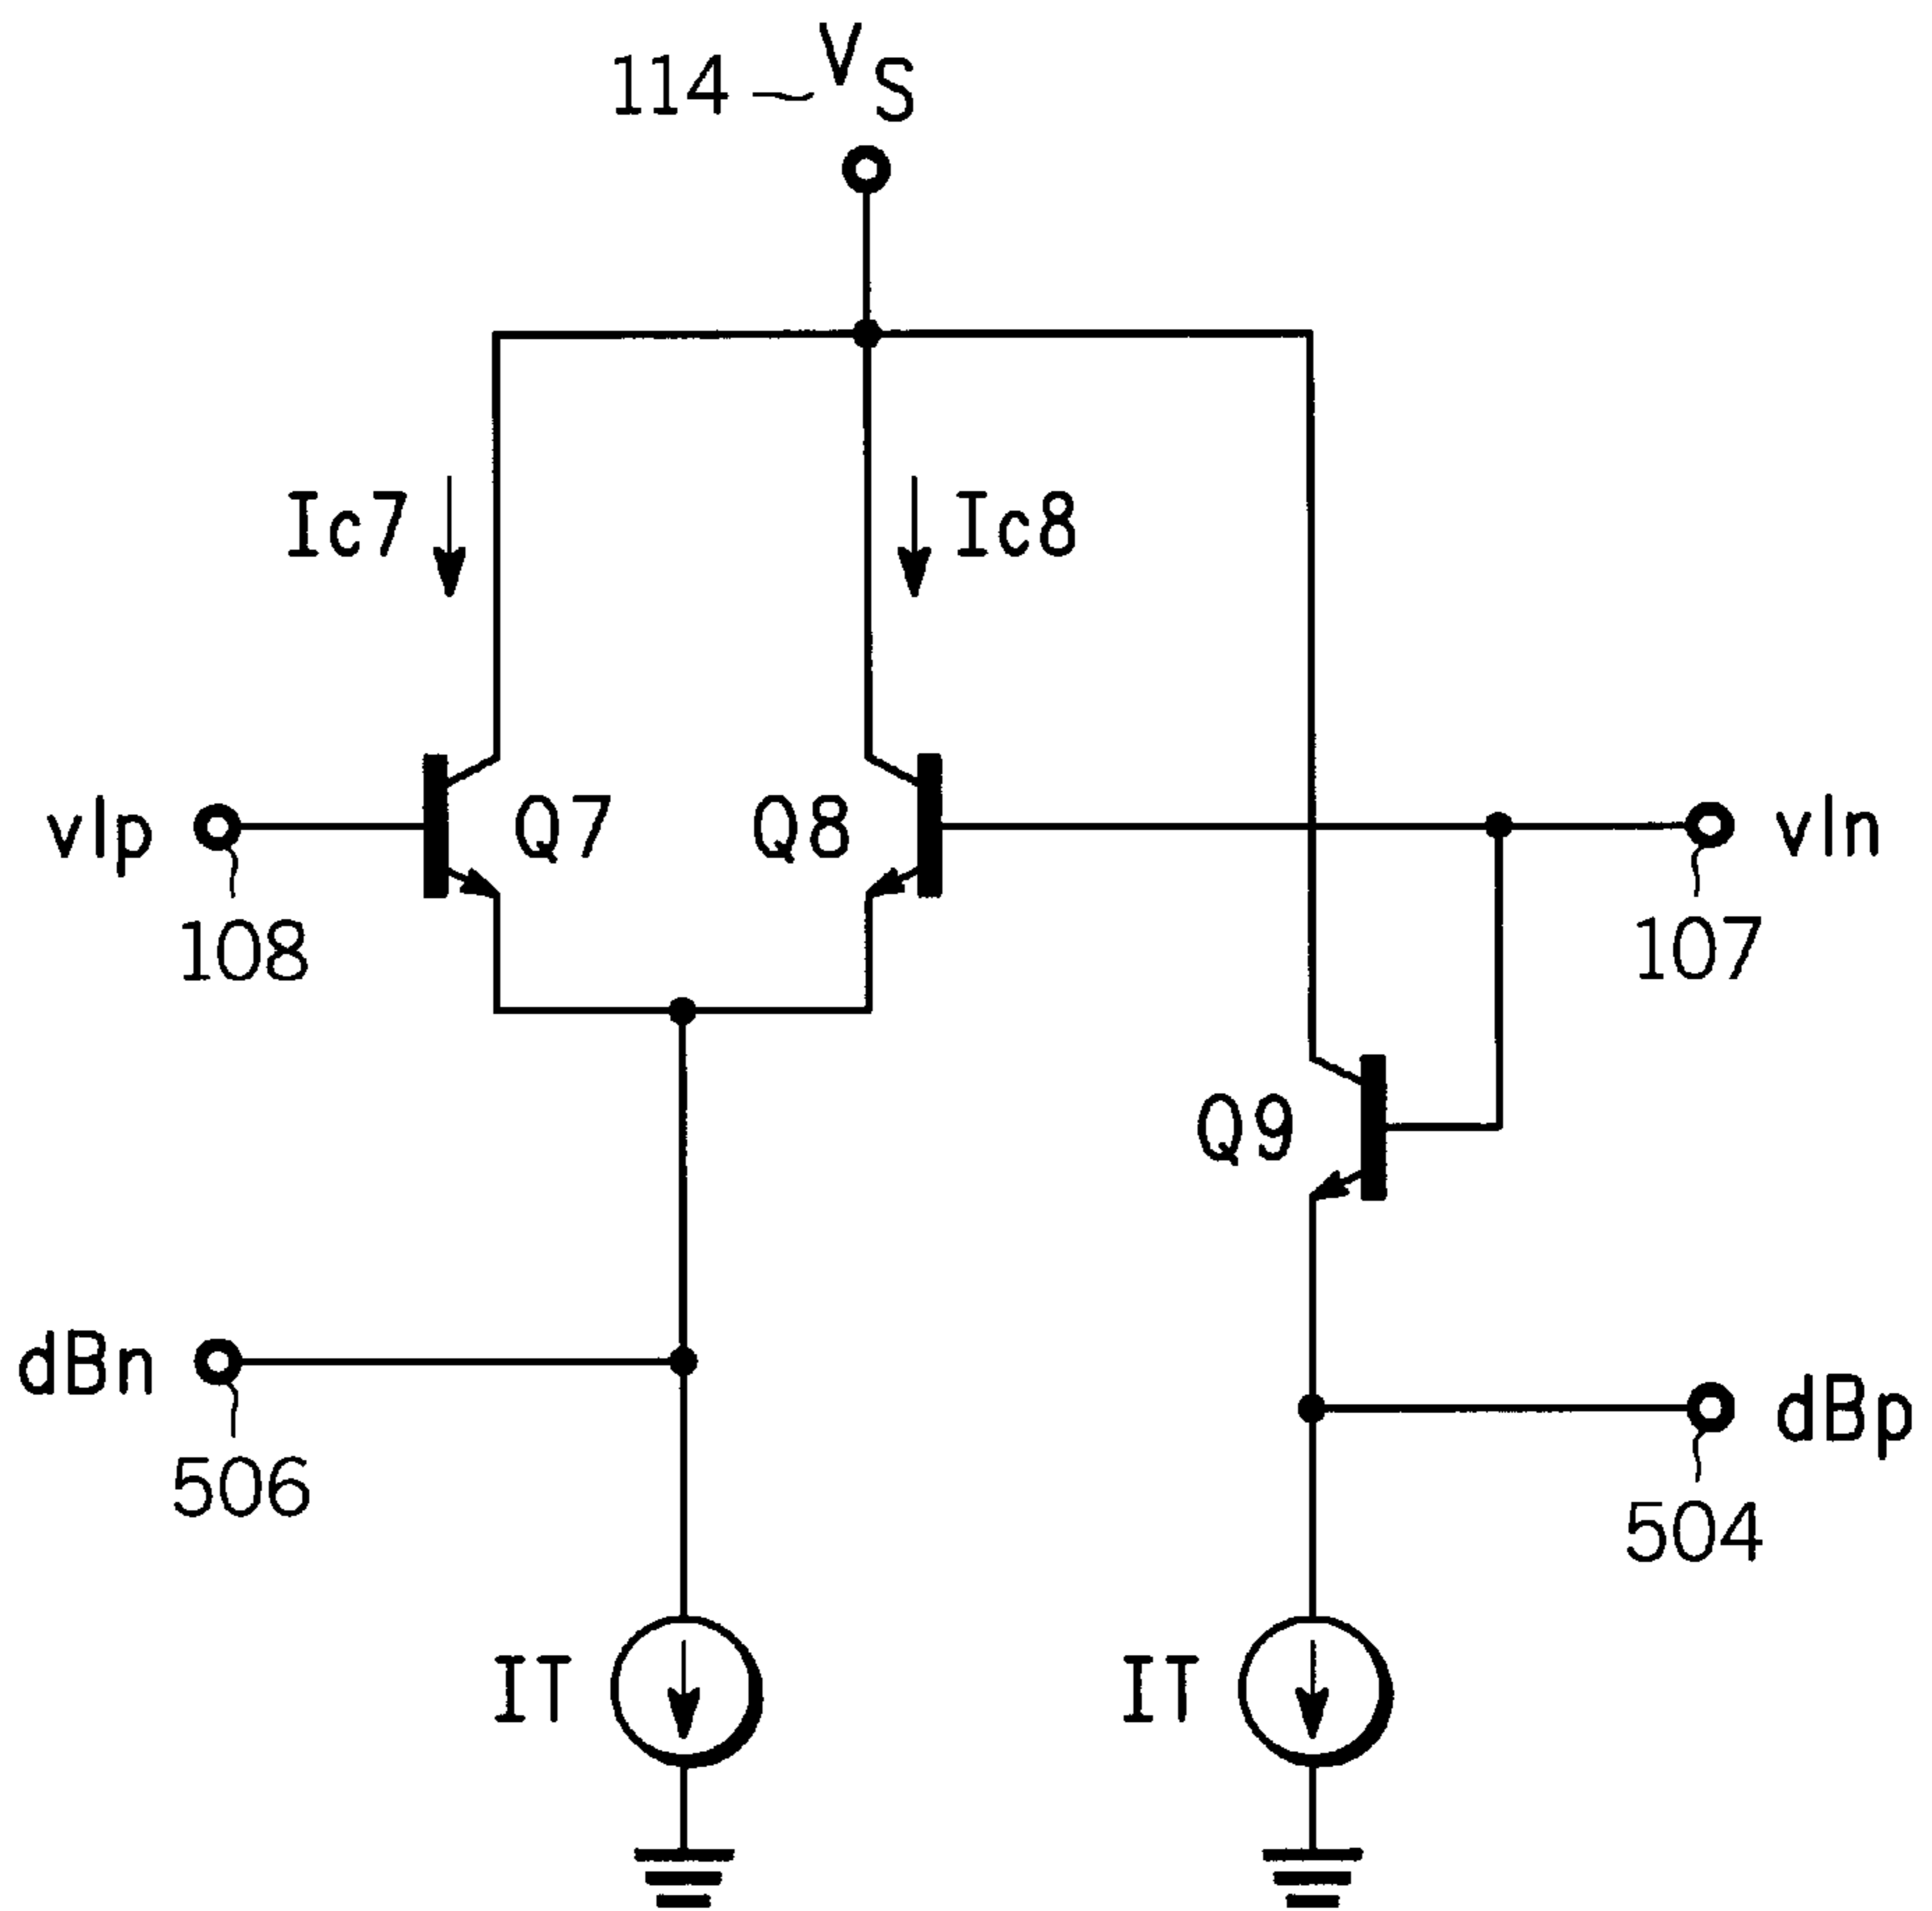 114 VS
Ic7
Ic8
vIp
Q7
Q8
vIn
108
107
Q9
dBn
dBp
506
504
IT
IT